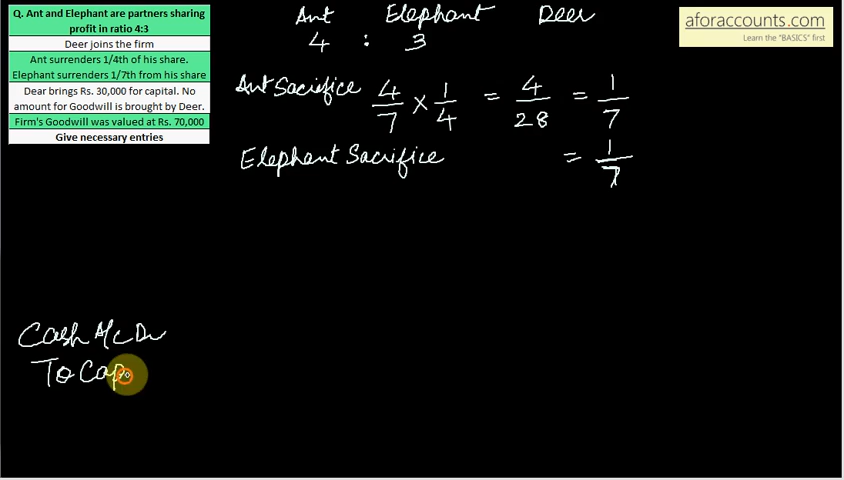 Q. Ant and Elephant are partners sharing
profit in ratio 4:3
Deer joins the firm
Ant surrenders 1/4th of his share.
Elephant surrenders 1/7th from his share
Dear brings Rs. 30,000 for capital. No
amount for Goodwill is brought by Deer.
Firm's Goodwill was valued at Rs. 70,000
Give necessary entries
Ant Elephant Deer
4 : 3
aforaccounts.com
Learn the "BASICS" first
Ant Sacrifice 4/7 × 1/4 = 4/28 = 1/7
Elephant Sacrifice = 1/7
Cash A/C Dr
To Cap